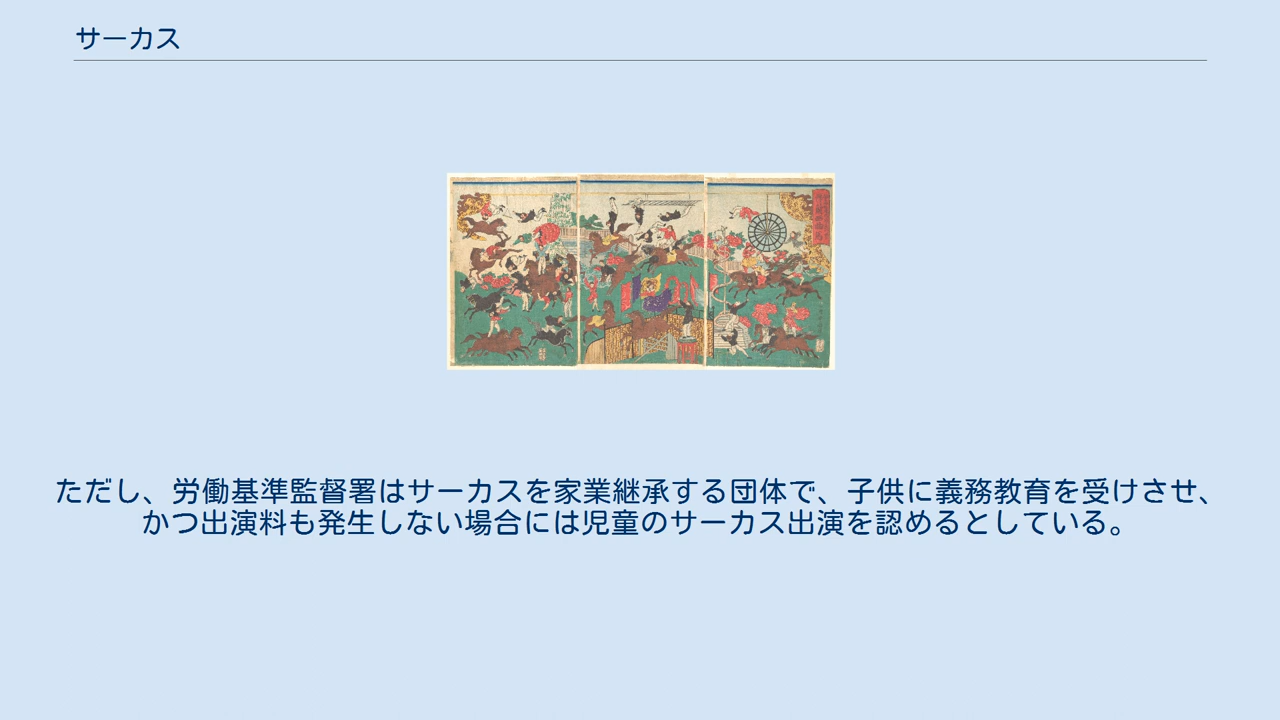 サーカス
ただし、労働基準監督署はサーカスを家業継承する団体で、子供に義務教育を受けさせ、
かつ出演料も発生しない場合には児童のサーカス出演を認めるとしている。